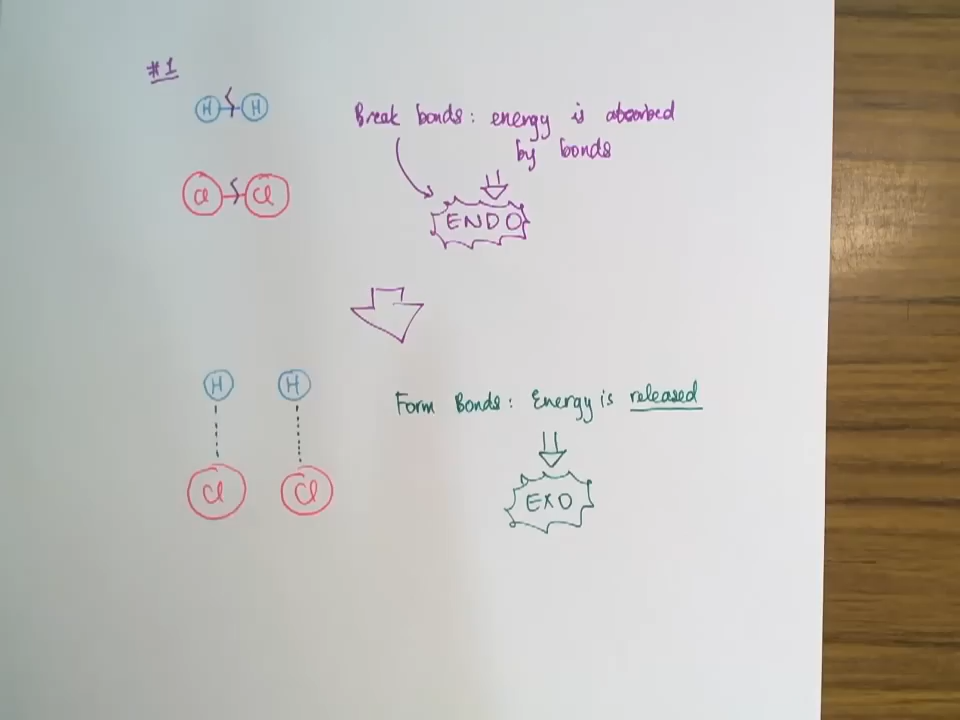 #1
H H
Break bonds: energy is absorbed
by bonds
Cl Cl
ENDO
H H
Form Bonds: Energy is released
Cl Cl
EXO